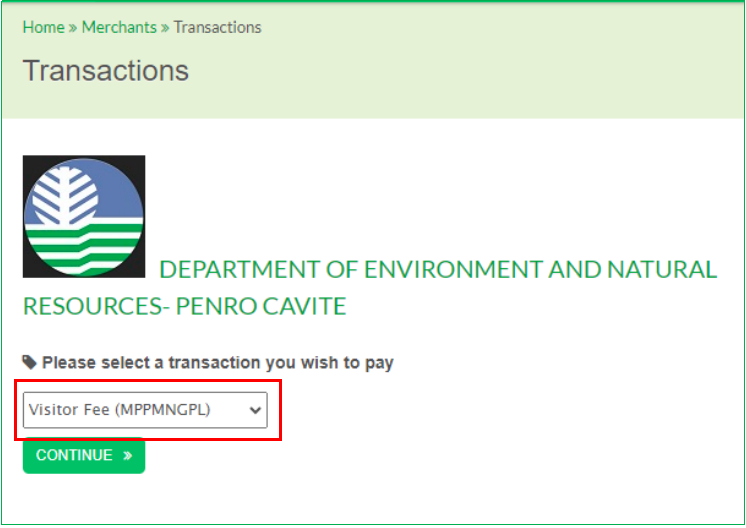 Home » Merchants » Transactions
Transactions
DEPARTMENT OF ENVIRONMENT AND NATURAL
RESOURCES- PENRO CAVITE
Please select a transaction you wish to pay
Visitor Fee (MPPMNGPL)
CONTINUE »